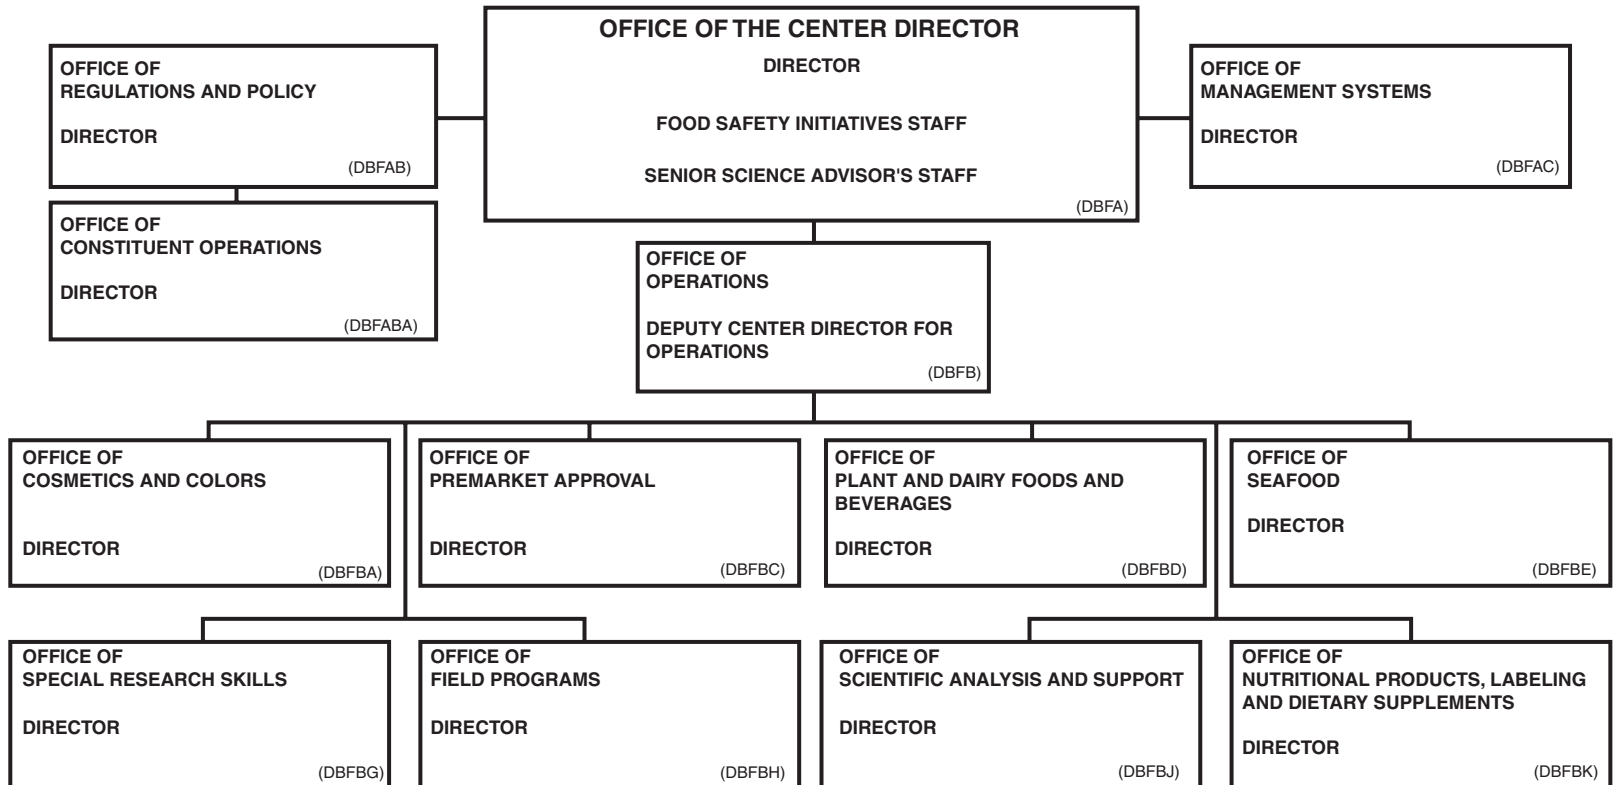 OFFICE OF THE CENTER DIRECTOR
DIRECTOR
FOOD SAFETY INITIATIVES STAFF
SENIOR SCIENCE ADVISOR'S STAFF
(DBFA)
OFFICE OF
REGULATIONS AND POLICY
DIRECTOR
(DBFAB)
OFFICE OF
MANAGEMENT SYSTEMS
DIRECTOR
(DBFAC)
OFFICE OF
CONSTITUENT OPERATIONS
DIRECTOR
(DBFABA)
OFFICE OF
OPERATIONS
DEPUTY CENTER DIRECTOR FOR
OPERATIONS
(DBFB)
OFFICE OF
COSMETICS AND COLORS
DIRECTOR
(DBFBA)
OFFICE OF
PREMARKET APPROVAL
DIRECTOR
(DBFBC)
OFFICE OF
PLANT AND DAIRY FOODS AND
BEVERAGES
DIRECTOR
(DBFBD)
OFFICE OF
SEAFOOD
DIRECTOR
(DBFBE)
OFFICE OF
SPECIAL RESEARCH SKILLS
DIRECTOR
(DBFBG)
OFFICE OF
FIELD PROGRAMS
DIRECTOR
(DBFBH)
OFFICE OF
SCIENTIFIC ANALYSIS AND SUPPORT
DIRECTOR
(DBFBJ)
OFFICE OF
NUTRITIONAL PRODUCTS, LABELING
AND DIETARY SUPPLEMENTS
DIRECTOR
(DBFBK)